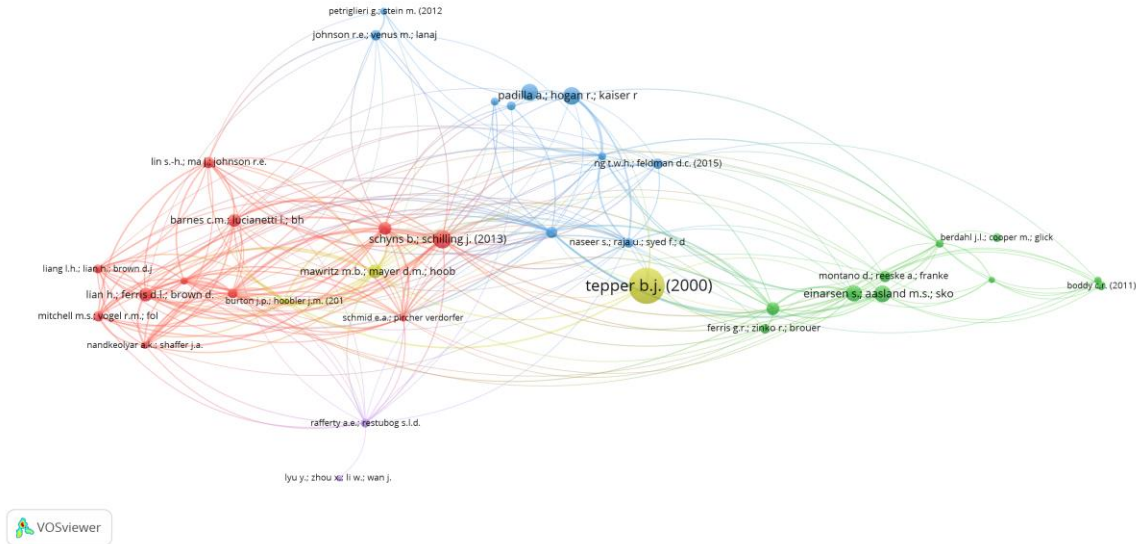 petriglieri g.; stein m. (2012
johnson r.e.; venus m.; lanaj
padilla a.; hogan r.; kaiser r
lin s.-h.; ma j.; johnson r.e.
ng t.w.h.; feldman d.c. (2015)
barnes c.m.; lucianetti l.; bh
schyns b.; schilling j. (2013)
naseer s.; raja u.; syed f.; d
berdahl j.l.; cooper m.; glick
liang l.h.; lian h.; brown d.j
mawritz m.b.; mayer d.m.; hoob
tepper b.j. (2000)
montano d.; reeske a.; franke
boddy c.r. (2011)
lian h.; ferris d.l.; brown d.
burton j.p.; hoobler j.m. (201
einarsen s.; aasland m.s.; sko
mitchell m.s.; vogel r.m.; fol
schmid e.a.; pircher verdorfer
ferris g.r.; zinko r.; brouer
nandkeolyar a.k.; shaffer j.a.
rafferty a.e.; restubog s.l.d.
lyu y.; zhou x.; li w.; wan j.
VOSviewer